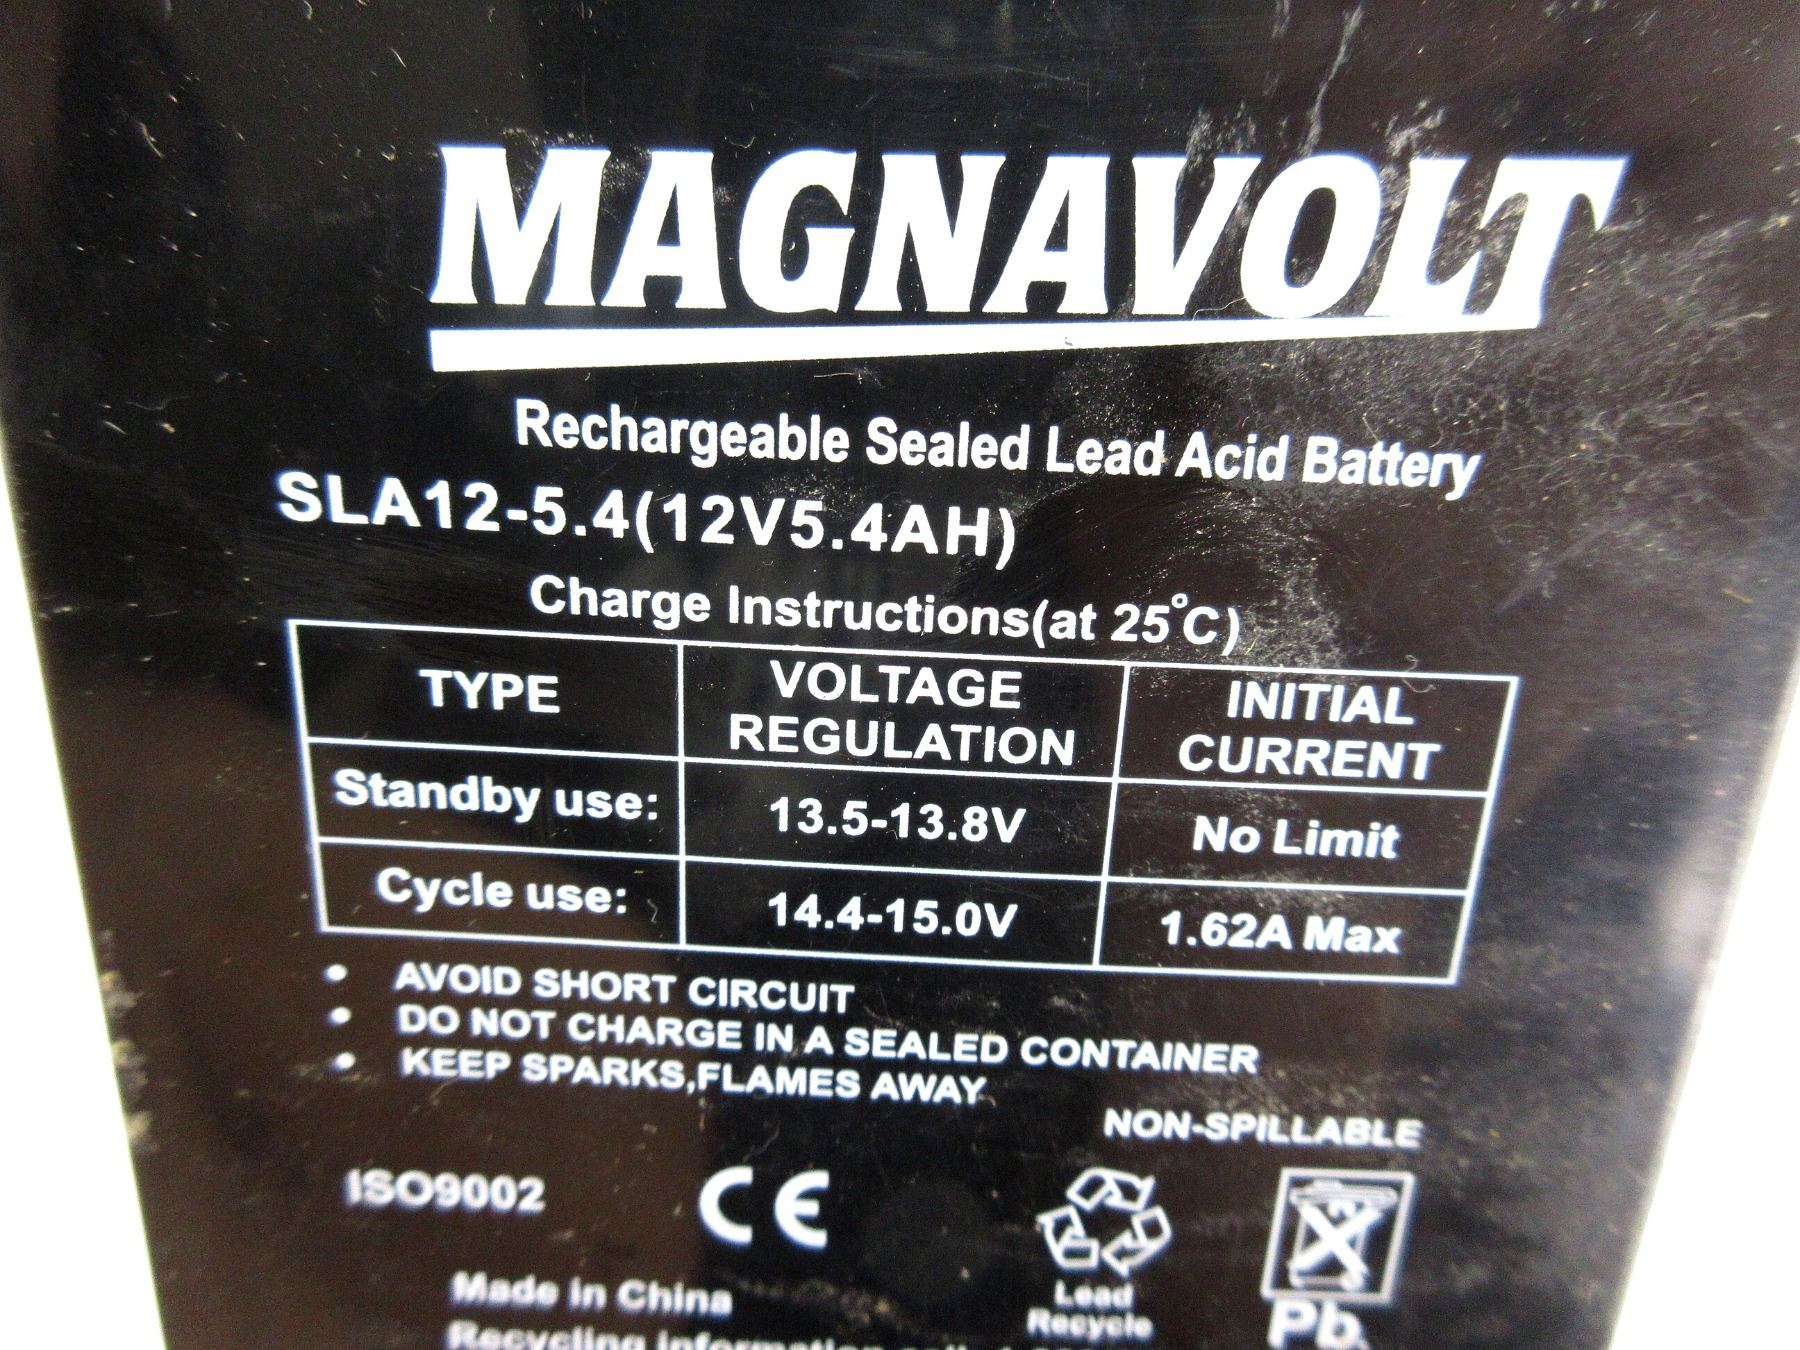 MAGNAVOLT
Rechargeable Sealed Lead Acid Battery
SLA12-5.4(12V5.4AH)
Charge Instructions(at 25°C)
TYPE VOLTAGE REGULATION INITIAL CURRENT
Standby use: 13.5-13.8V No Limit
Cycle use: 14.4-15.0V 1.62A Max
• AVOID SHORT CIRCUIT
• DO NOT CHARGE IN A SEALED CONTAINER
• KEEP SPARKS,FLAMES AWAY
NON-SPILLABLE
ISO9002 CE
Lead
Recycle
Pb.
Made in China
Recycling information